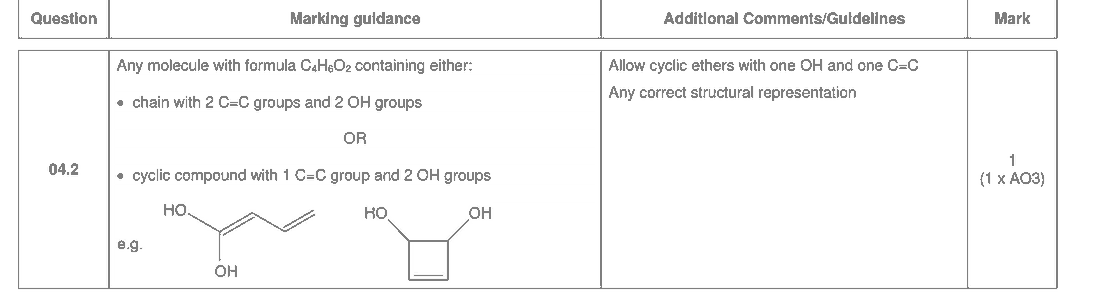 Question Marking guidance Additional Comments/Guidelines Mark
Any molecule with formula C₄H₆O₂ containing either:
• chain with 2 C=C groups and 2 OH groups
OR
• cyclic compound with 1 C=C group and 2 OH groups
HO HO OH
e.g.
OH
04.2
Allow cyclic ethers with one OH and one C=C
Any correct structural representation
1
(1 x AO3)